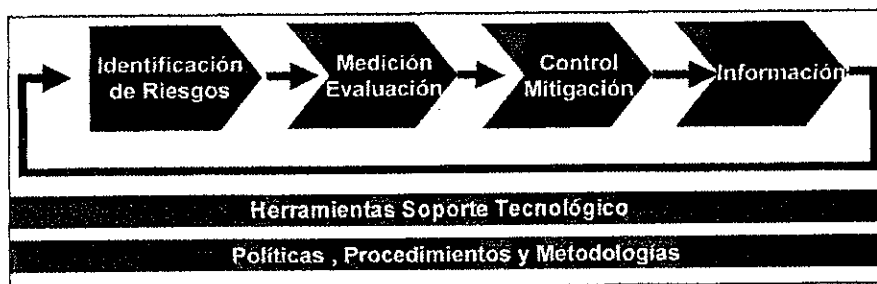 Identificación
de Riesgos
Medición
Evaluación
Control
Mitigación
Información
Herramientas Soporte Tecnológico
Políticas , Procedimientos y Metodologías